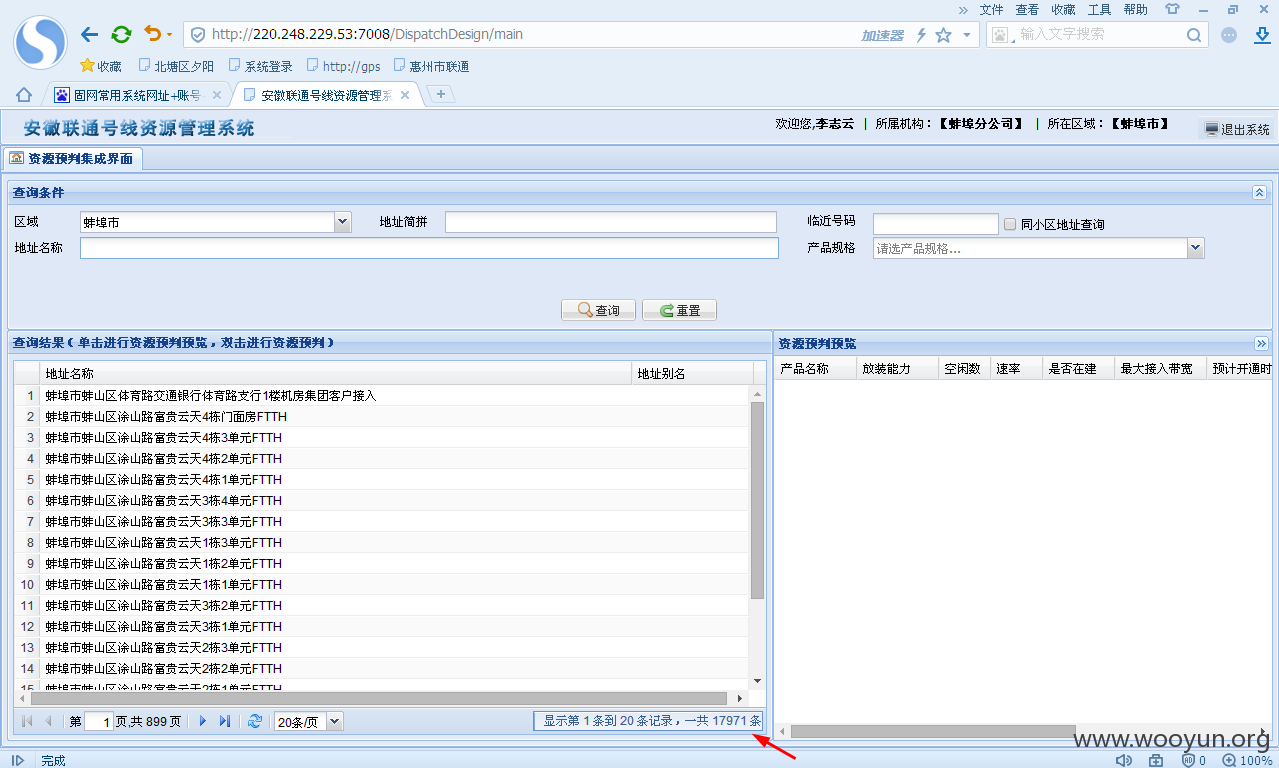 » 文件 查看 收藏 工具 帮助
http://220.248.229.53:7008/DispatchDesign/main 加速器 输入文字搜索
收藏 北塘区夕阳 系统登录 http://gps 惠州市联通
固网常用系统网址+账号 安徽联通号线资源管理系
安徽联通号线资源管理系统 欢迎您,李志云 | 所属机构：【蚌埠分公司】 | 所在区域：【蚌埠市】 退出系统
资源预判集成界面
查询条件
区域 蚌埠市 地址简拼 临近号码 同小区地址查询
地址名称 产品规格 请选产品规格...
查询 重置
查询结果（单击进行资源预判预览，双击进行资源预判） 资源预判预览
地址名称 地址别名 产品名称 放装能力 空闲数 速率 是否在建 最大接入带宽 预计开通时
1 蚌埠市蚌山区体育路交通银行体育路支行1楼机房集团客户接入
2 蚌埠市蚌山区涂山路富贵云天4栋门面房FTTH
3 蚌埠市蚌山区涂山路富贵云天4栋3单元FTTH
4 蚌埠市蚌山区涂山路富贵云天4栋2单元FTTH
5 蚌埠市蚌山区涂山路富贵云天4栋1单元FTTH
6 蚌埠市蚌山区涂山路富贵云天3栋4单元FTTH
7 蚌埠市蚌山区涂山路富贵云天3栋3单元FTTH
8 蚌埠市蚌山区涂山路富贵云天1栋3单元FTTH
9 蚌埠市蚌山区涂山路富贵云天1栋2单元FTTH
10 蚌埠市蚌山区涂山路富贵云天1栋1单元FTTH
11 蚌埠市蚌山区涂山路富贵云天3栋2单元FTTH
12 蚌埠市蚌山区涂山路富贵云天3栋1单元FTTH
13 蚌埠市蚌山区涂山路富贵云天2栋3单元FTTH
14 蚌埠市蚌山区涂山路富贵云天2栋2单元FTTH
15 蚌埠市蚌山区涂山路富贵云天2栋1单元FTTH
第 1 页,共 899 页 20条/页 显示第 1 条到 20 条记录，一共 17971 条
www.wooyun.org
完成 0 100%